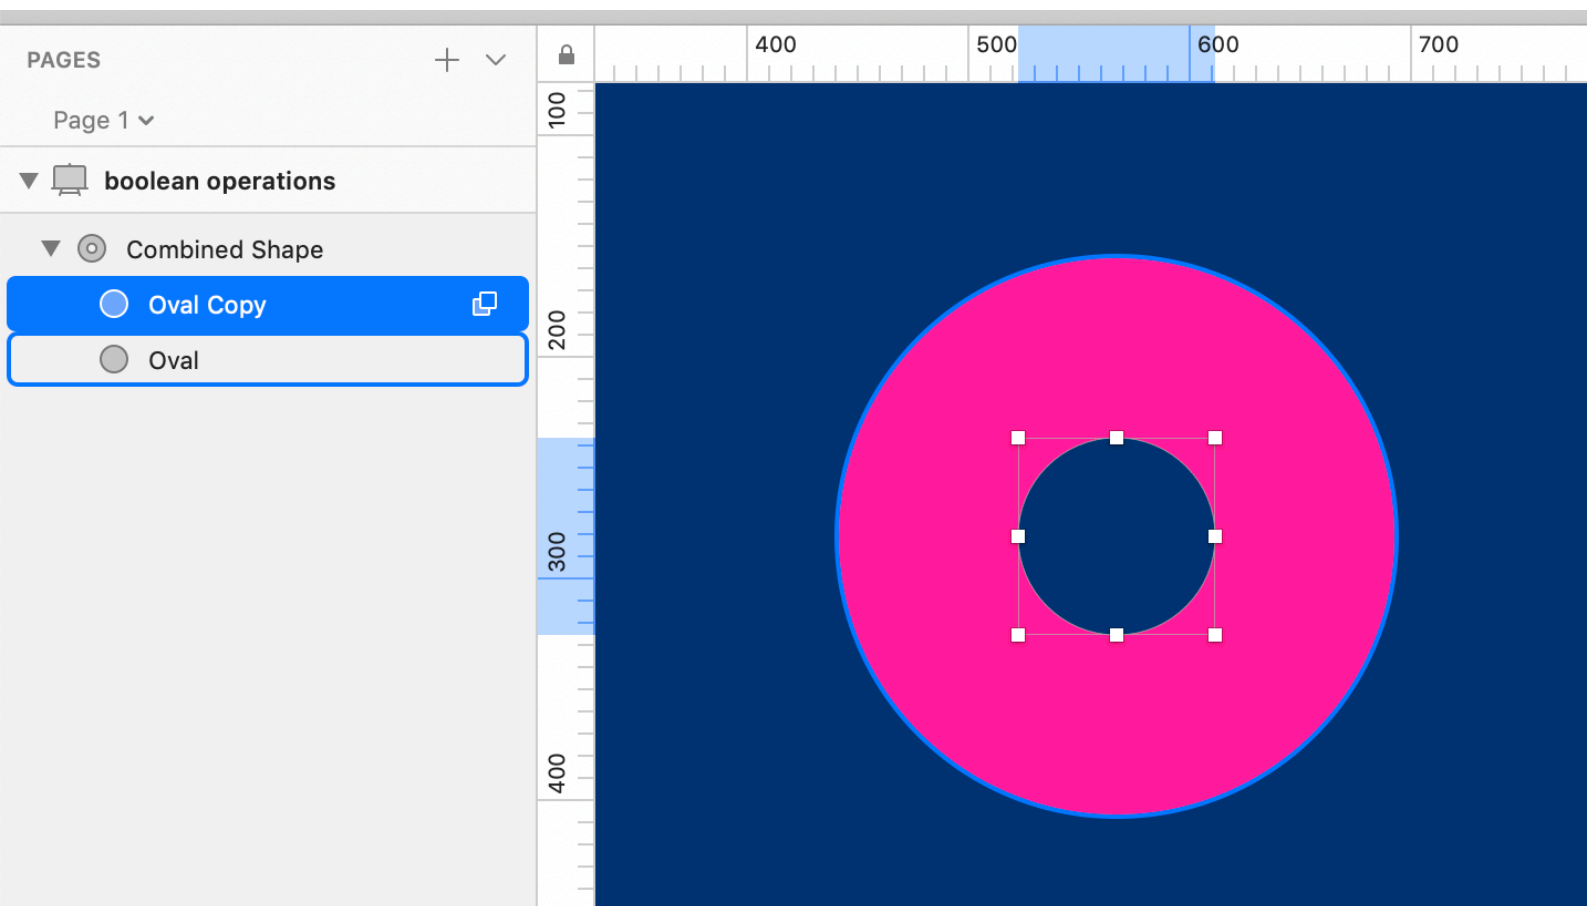 PAGES
Page 1
boolean operations
Combined Shape
Oval Copy
Oval
400 500 600 700
100
200
300
400